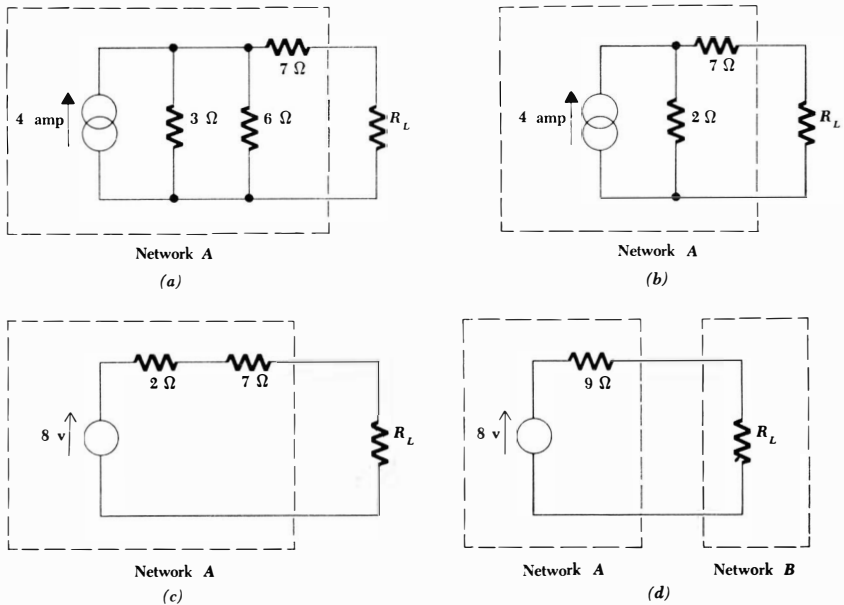 7 Ω
4 amp
3 Ω
6 Ω
R_L
Network A
(a)
7 Ω
4 amp
2 Ω
R_L
Network A
(b)
2 Ω
7 Ω
8 v
R_L
Network A
(c)
9 Ω
8 v
R_L
Network A
Network B
(d)